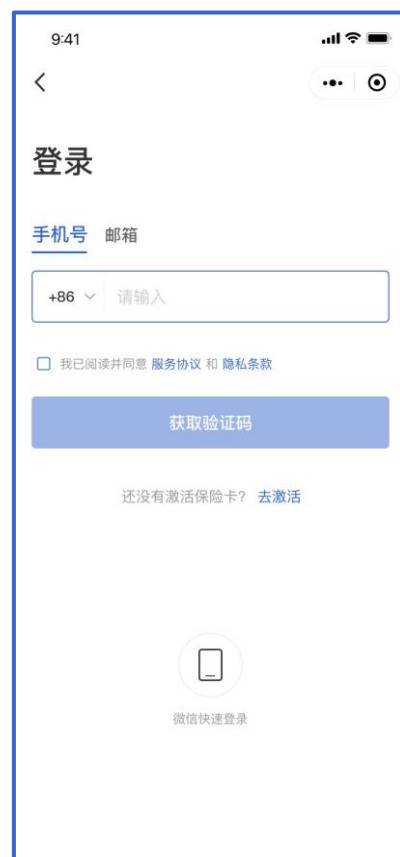 9:41
登录
手机号 邮箱
+86 请输入
我已阅读并同意 服务协议 和 隐私条款
获取验证码
还没有激活保险卡? 去激活
微信快速登录